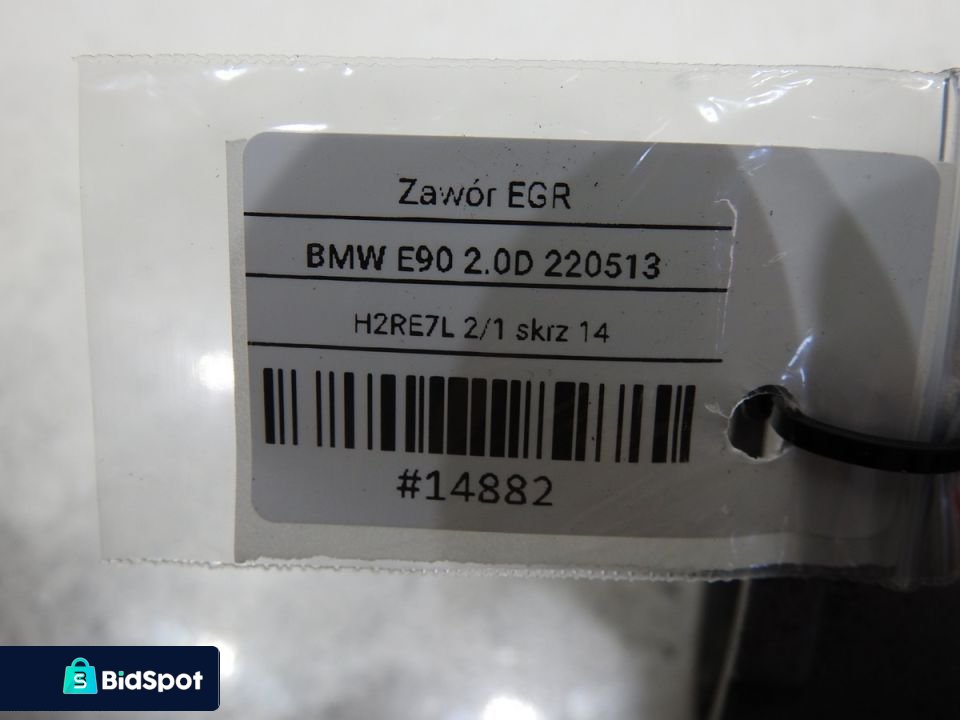 Zawór EGR
BMW E90 2.0D 220513
H2RE7L 2/1 skrz 14
#14882
BidSpot